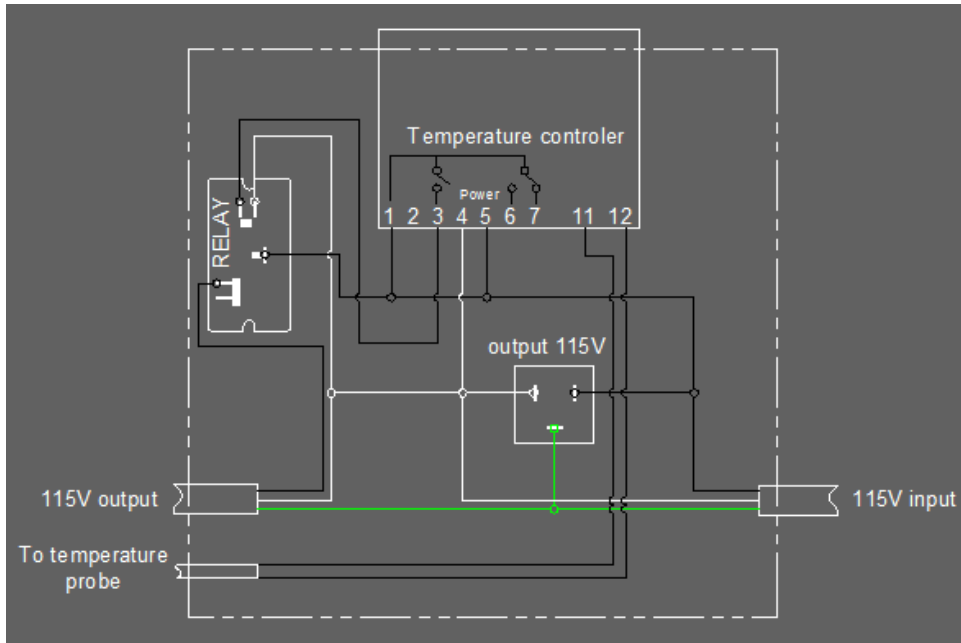 Temperature controler
Power
1 2 3 4 5 6 7 11 12
RELAY
output 115V
115V output
115V input
To temperature
probe